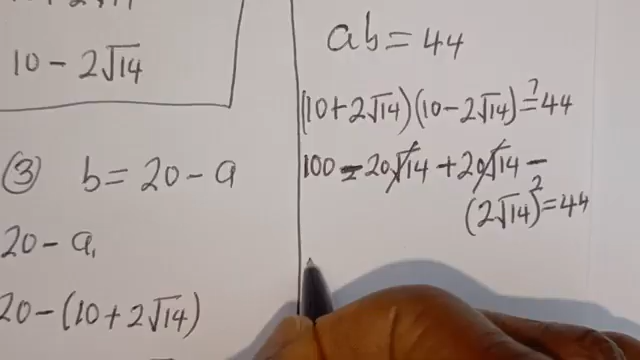 10 - 2√14
③ b = 20 - a
20 - a₁
20 - (10 + 2√14)
ab = 44
(10 + 2√14)(10 - 2√14) ≟ 44
100 - 20√14 + 20√14 -
(2√14)² = 44